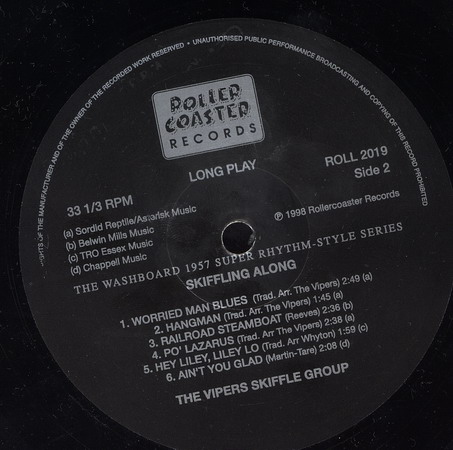 RIGHTS OF THE MANUFACTURER AND OF THE OWNER OF THE RECORDED WORK RESERVED • UNAUTHORISED PUBLIC PERFORMANCE BROADCASTING AND COPYING OF THIS RECORD PROHIBITED
ROLLER
COASTER
RECORDS
LONG PLAY
33 1/3 RPM
ROLL 2019
Side 2
(a) Sordid Reptile/Asterisk Music
(b) Belwin Mills Music
(c) TRO Essex Music
(d) Chappell Music
℗ 1998 Rollercoaster Records
THE WASHBOARD 1957 SUPER RHYTHM-STYLE SERIES
SKIFFLING ALONG
1. WORRIED MAN BLUES (Trad. Arr. The Vipers) 2:49 (a)
2. HANGMAN (Trad. Arr. The Vipers) 1:45 (a)
3. RAILROAD STEAMBOAT (Reeves) 2:36 (b)
4. PO' LAZARUS (Trad. Arr The Vipers) 2:38 (a)
5. HEY LILEY, LILEY LO (Trad. Arr Whyton) 1:59 (c)
6. AIN'T YOU GLAD (Martin-Tare) 2:08 (d)
THE VIPERS SKIFFLE GROUP